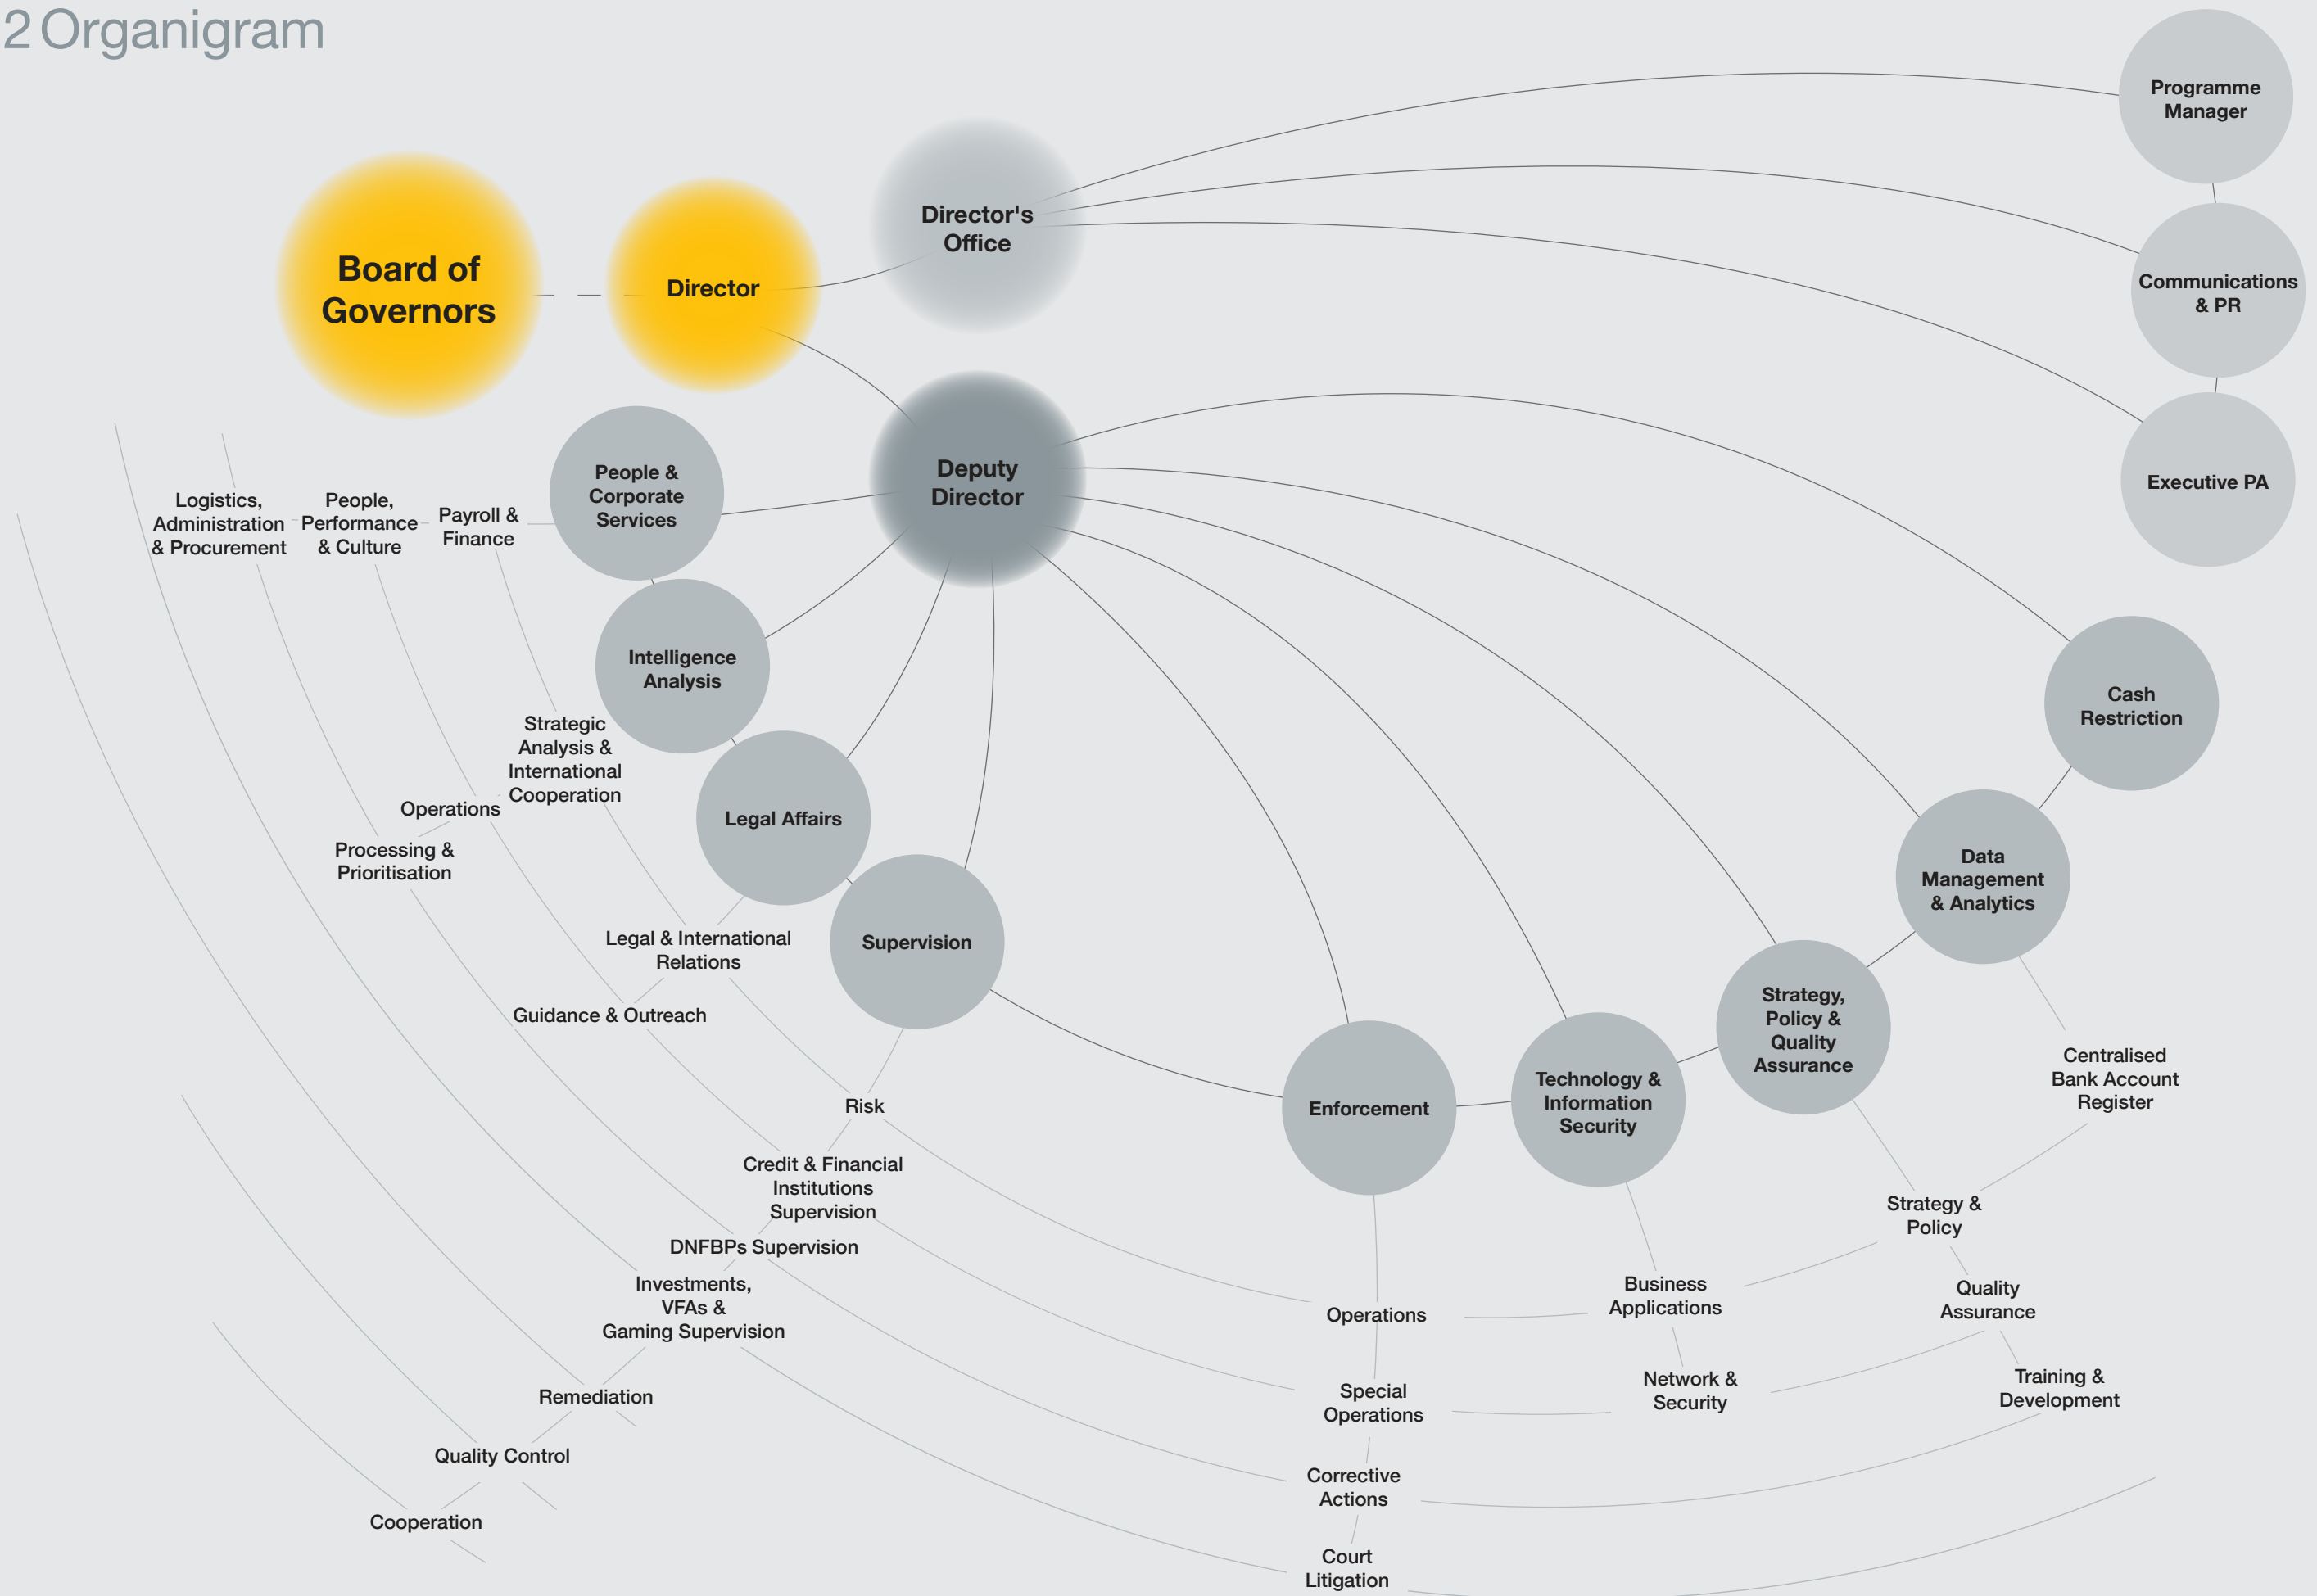 2 Organigram
Programme
Manager
Director's
Office
Board of
Governors
Director
Communications
& PR
Executive PA
Deputy
Director
People &
Corporate
Services
Logistics,
Administration
& Procurement
People,
Performance
& Culture
Payroll &
Finance
Intelligence
Analysis
Strategic
Analysis &
International
Cooperation
Operations
Processing &
Prioritisation
Legal Affairs
Legal & International
Relations
Guidance & Outreach
Supervision
Risk
Credit & Financial
Institutions
Supervision
DNFBPs Supervision
Investments,
VFAs &
Gaming Supervision
Remediation
Quality Control
Cooperation
Enforcement
Operations
Special
Operations
Corrective
Actions
Court
Litigation
Technology &
Information
Security
Business
Applications
Network &
Security
Strategy,
Policy &
Quality
Assurance
Strategy &
Policy
Quality
Assurance
Training &
Development
Data
Management
& Analytics
Centralised
Bank Account
Register
Cash
Restriction